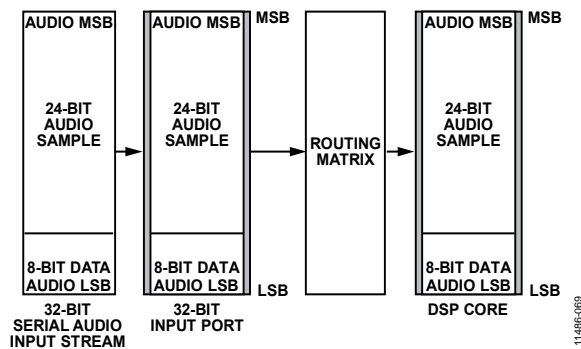 AUDIO MSB
24-BIT
AUDIO
SAMPLE
8-BIT DATA
AUDIO LSB
32-BIT
SERIAL AUDIO
INPUT STREAM
AUDIO MSB
24-BIT
AUDIO
SAMPLE
8-BIT DATA
AUDIO LSB
32-BIT
INPUT PORT
MSB
LSB
ROUTING
MATRIX
AUDIO MSB
24-BIT
AUDIO
SAMPLE
8-BIT DATA
AUDIO LSB
DSP CORE
MSB
LSB
11486-069